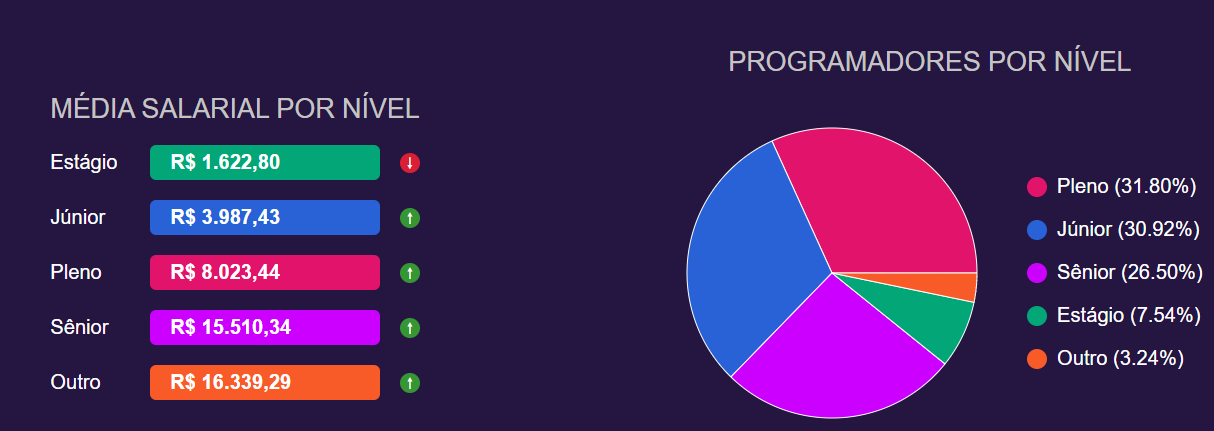 MÉDIA SALARIAL POR NÍVEL
Estágio R$ 1.622,80
Júnior R$ 3.987,43
Pleno R$ 8.023,44
Sênior R$ 15.510,34
Outro R$ 16.339,29
PROGRAMADORES POR NÍVEL
Pleno (31.80%)
Júnior (30.92%)
Sênior (26.50%)
Estágio (7.54%)
Outro (3.24%)